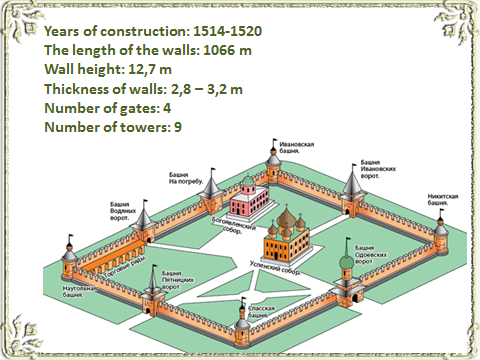 Years of construction: 1514-1520
The length of the walls: 1066 m
Wall height: 12,7 m
Thickness of walls: 2,8 – 3,2 m
Number of gates: 4
Number of towers: 9
Ивановская
башня.
Башня
На погребу.
Башня
Ивановских
ворот.
Никитская
башня.
Башня
Водяных
ворот.
Богоявленский
собор.
Башня
Одоевских
ворот
Успенский собор.
Торговые ряды.
Башня
Пятницких
ворот
Наугольная
башня.
Спасская
башня.